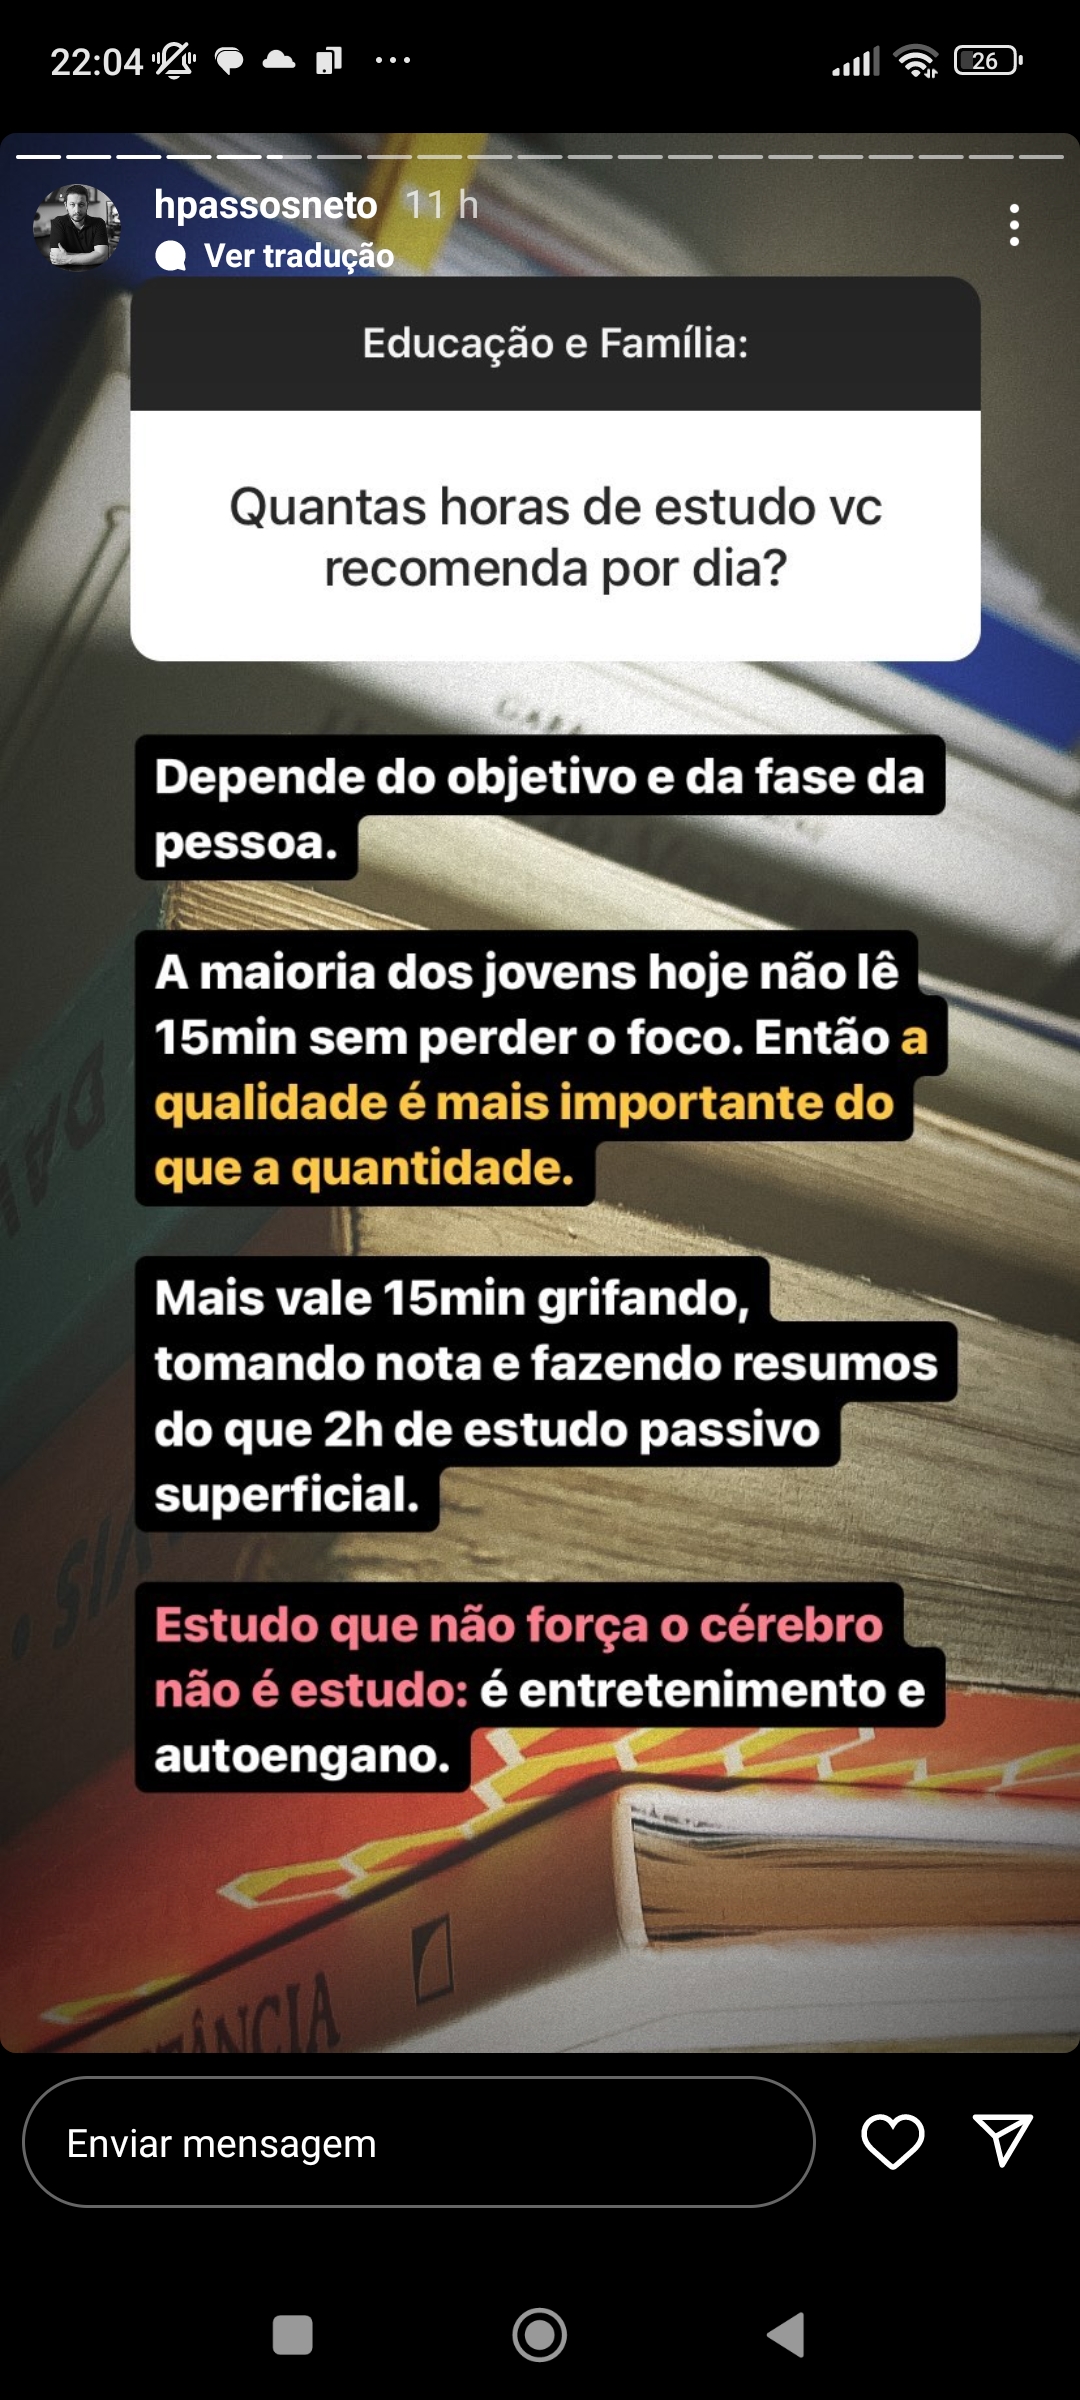 22:04
26
hpassosneto 11 h
Ver tradução
Educação e Família:
Quantas horas de estudo vc
recomenda por dia?
Depende do objetivo e da fase da
pessoa.
A maioria dos jovens hoje não lê
15min sem perder o foco. Então a
qualidade é mais importante do
que a quantidade.
Mais vale 15min grifando,
tomando nota e fazendo resumos
do que 2h de estudo passivo
superficial.
Estudo que não força o cérebro
não é estudo: é entretenimento e
autoengano.
Enviar mensagem